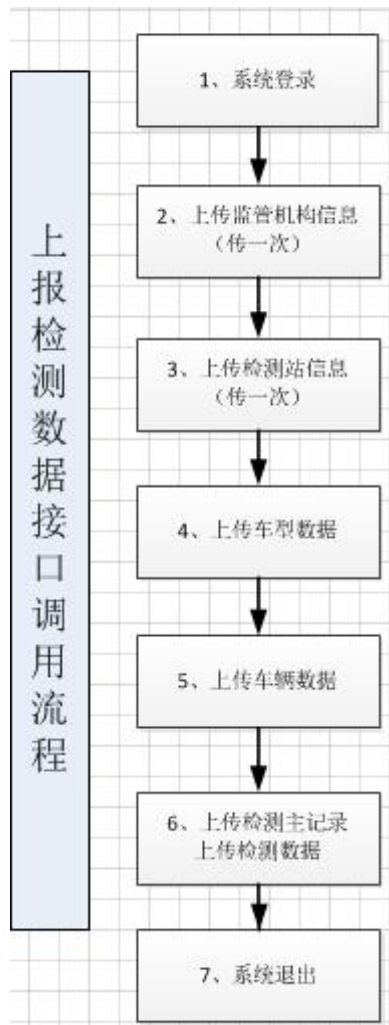 上报检测数据接口调用流程
1、系统登录
2、上传监管机构信息
（传一次）
3、上传检测站信息
（传一次）
4、上传车型数据
5、上传车辆数据
6、上传检测主记录
上传检测数据
7、系统退出